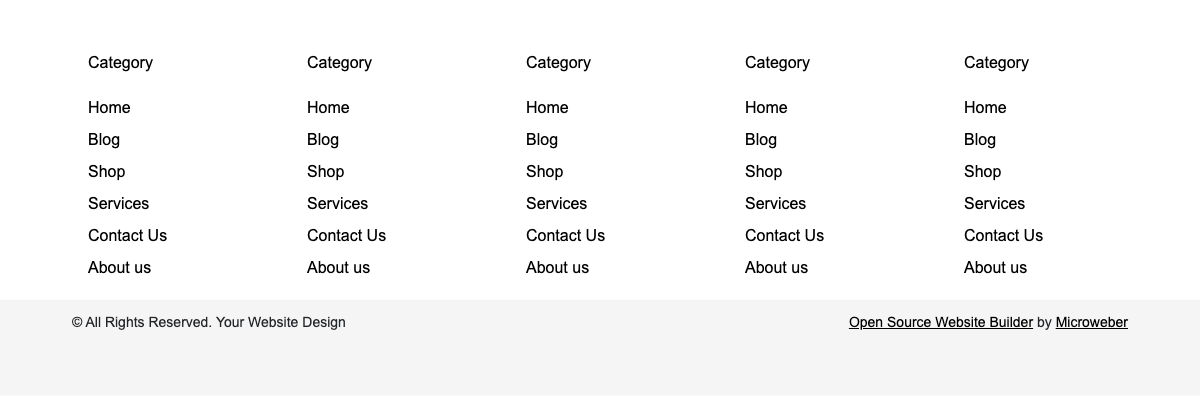 Category Category Category Category Category
Home Home Home Home Home
Blog Blog Blog Blog Blog
Shop Shop Shop Shop Shop
Services Services Services Services Services
Contact Us Contact Us Contact Us Contact Us Contact Us
About us About us About us About us About us
© All Rights Reserved. Your Website Design Open Source Website Builder by Microweber